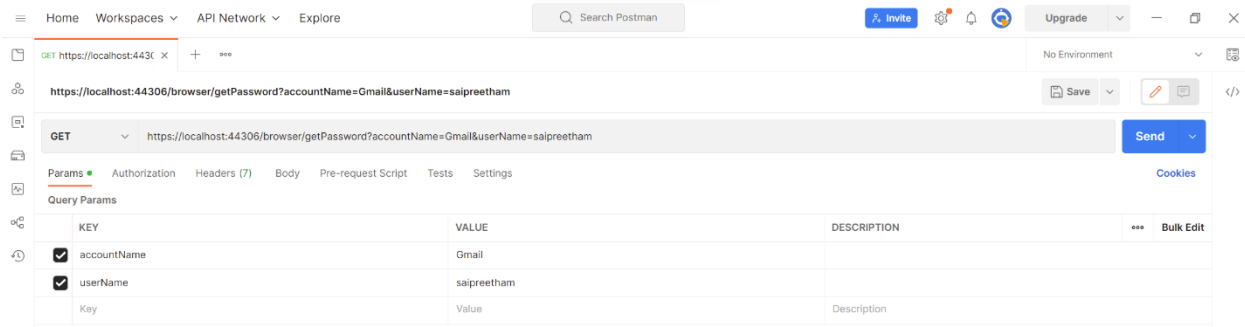 Home Workspaces API Network Explore Search Postman Invite Upgrade
GET https://localhost:4430 No Environment
https://localhost:44306/browser/getPassword?accountName=Gmail&userName=saipreetham Save
GET https://localhost:44306/browser/getPassword?accountName=Gmail&userName=saipreetham Send
Params Authorization Headers (7) Body Pre-request Script Tests Settings Cookies
Query Params
KEY VALUE DESCRIPTION Bulk Edit
accountName Gmail
userName saipreetham
Key Value Description